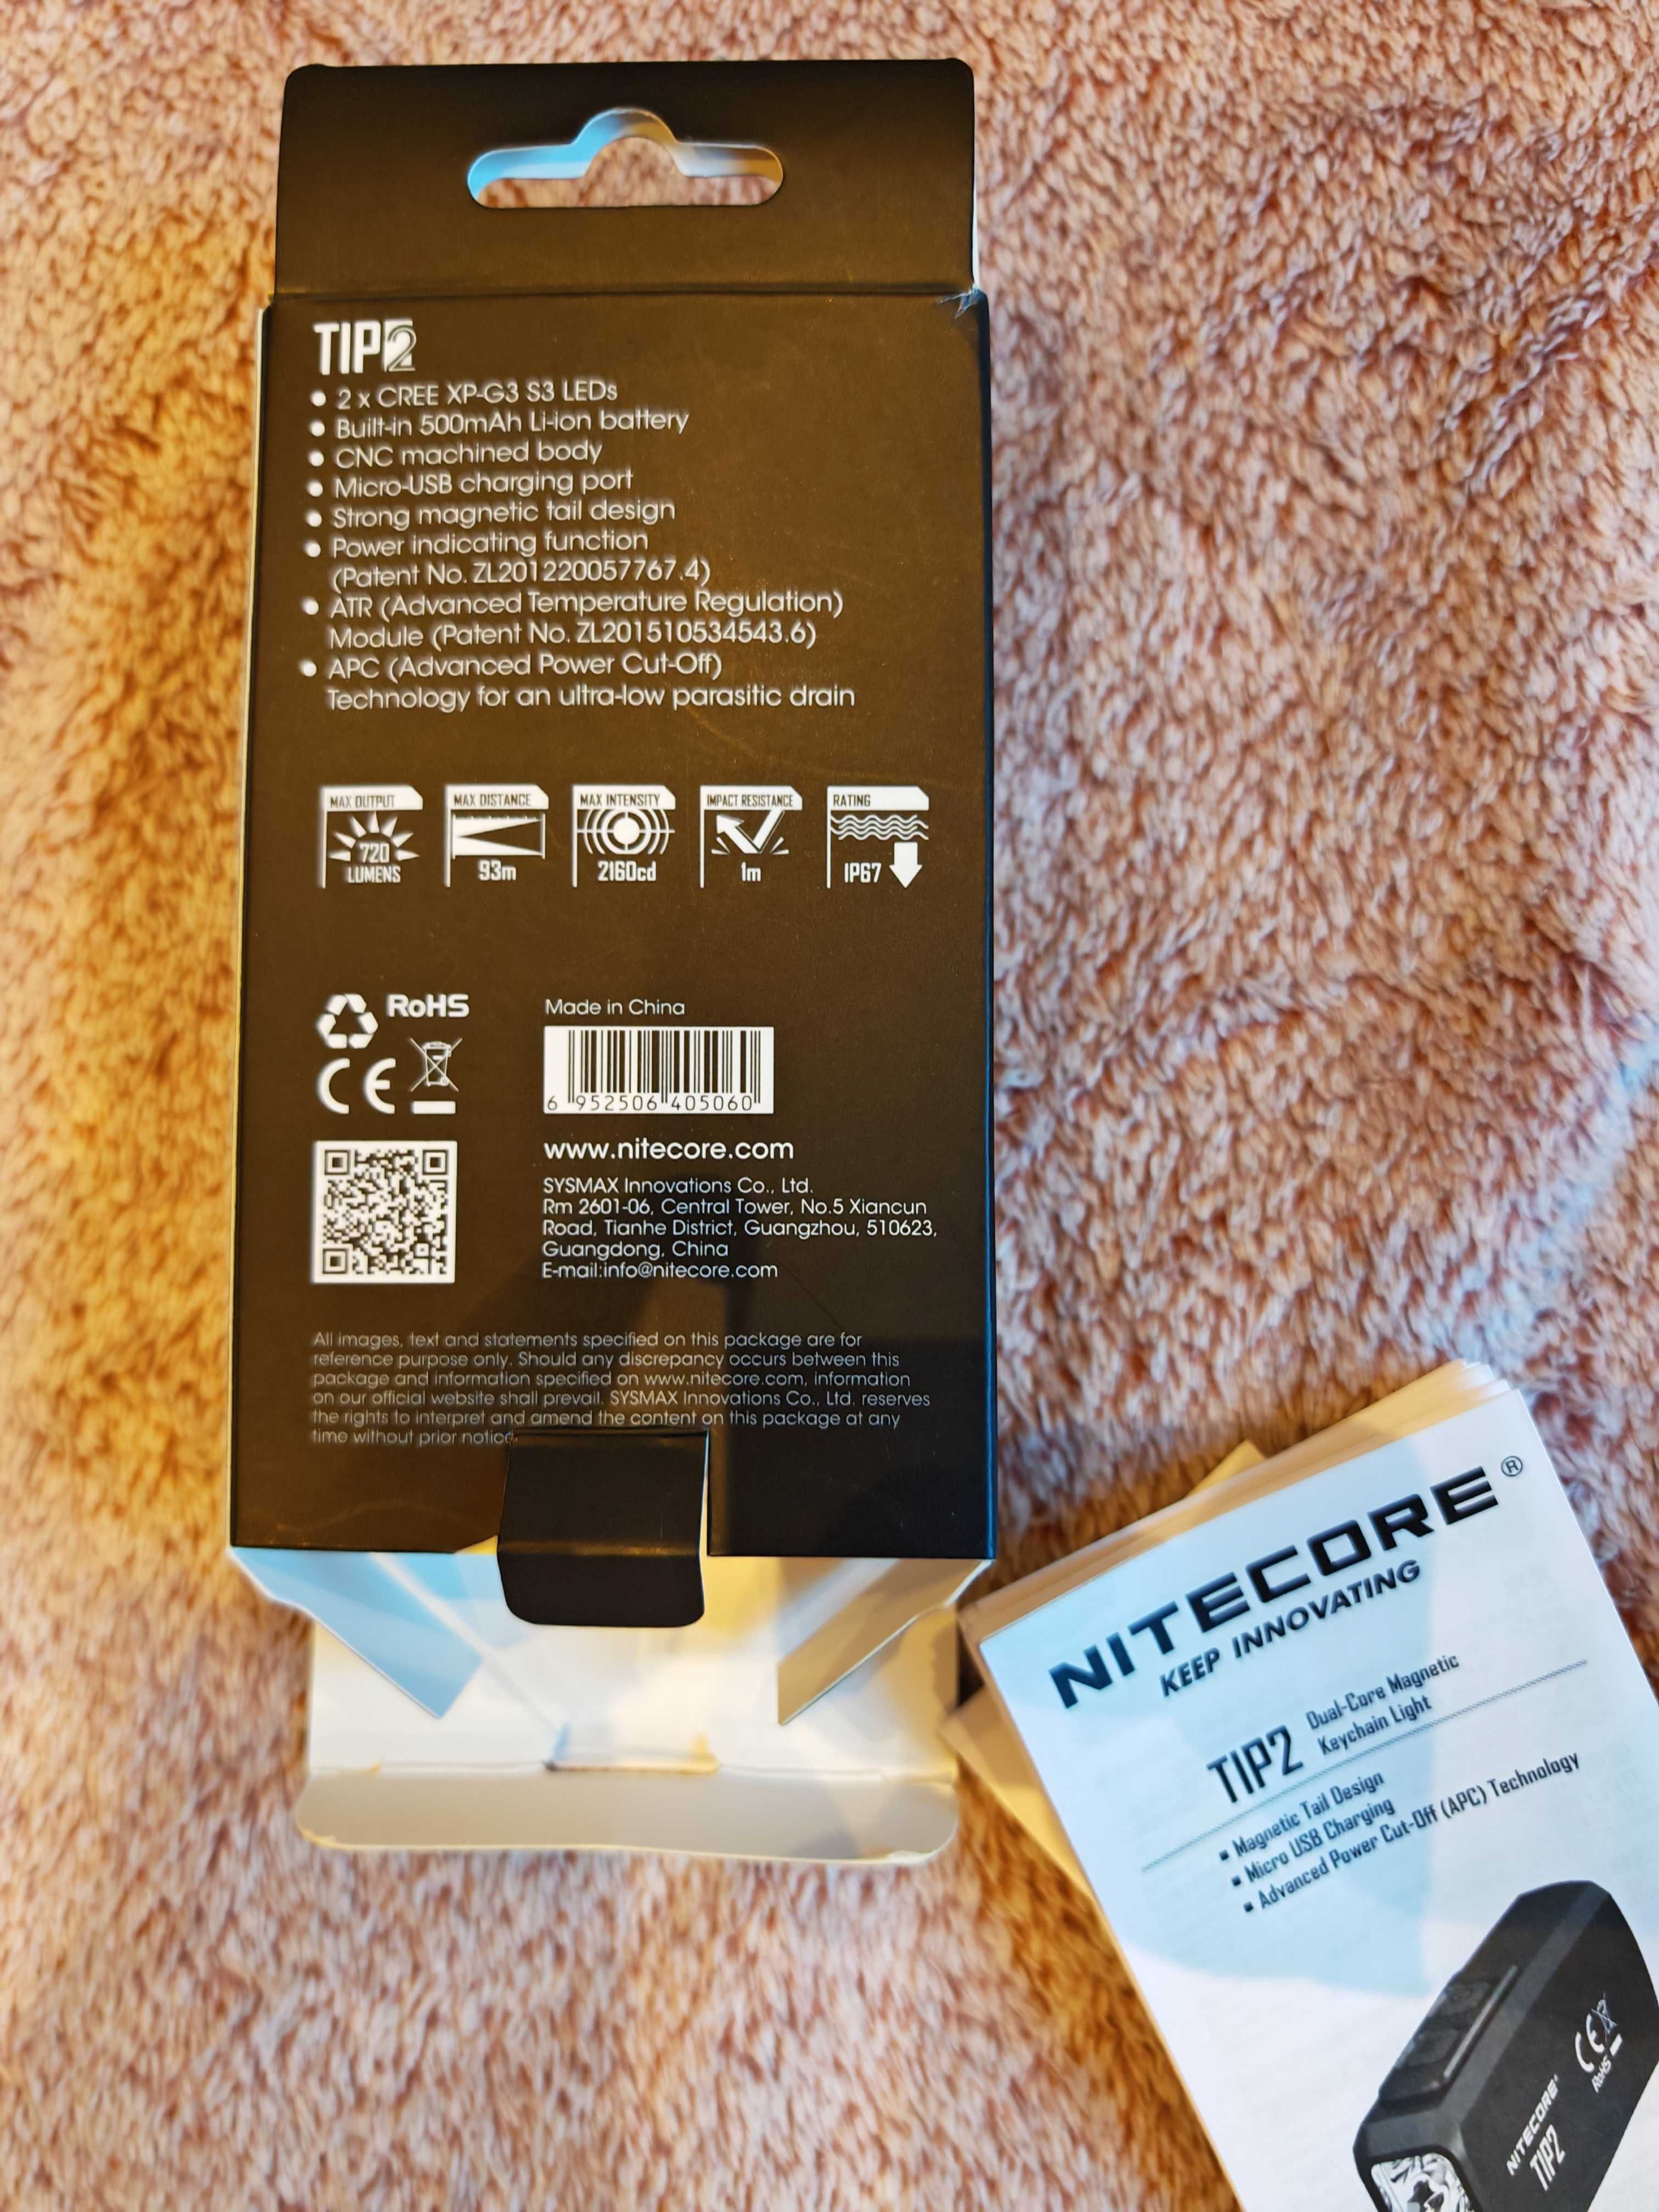 TIP2
2 x CREE XP-G3 S3 LEDs
Built-in 500mAh Li-ion battery
CNC machined body
Micro-USB charging port
Strong magnetic tail design
Power indicating function
(Patent No. ZL201220057767.4)
ATR (Advanced Temperature Regulation)
Module (Patent No. ZL201510534543.6)
APC (Advanced Power Cut-Off)
Technology for an ultra-low parasitic drain
MAX OUTPUT
720
LUMENS
MAX DISTANCE
93m
MAX INTENSITY
2160cd
IMPACT RESISTANCE
1m
RATING
IP67
RoHS
CE
Made in China
6 952506 405060
www.nitecore.com
SYSMAX Innovations Co., Ltd.
Rm 2601-06, Central Tower, No.5 Xiancun
Road, Tianhe District, Guangzhou, 510623,
Guangdong, China
E-mail:info@nitecore.com
All images, text and statements specified on this package are for
reference purpose only. Should any discrepancy occurs between this
package and information specified on www.nitecore.com, information
on our official website shall prevail. SYSMAX Innovations Co., Ltd. reserves
the rights to interpret and amend the content on this package at any
time without prior notice.
NITECORE®
KEEP INNOVATING
TIP2 Dual-Core Magnetic
Keychain Light
▪ Magnetic Tail Design
▪ Micro USB Charging
▪ Advanced Power Cut-Off (APC) Technology
CE
RoHS
NITECORE®
TIP2